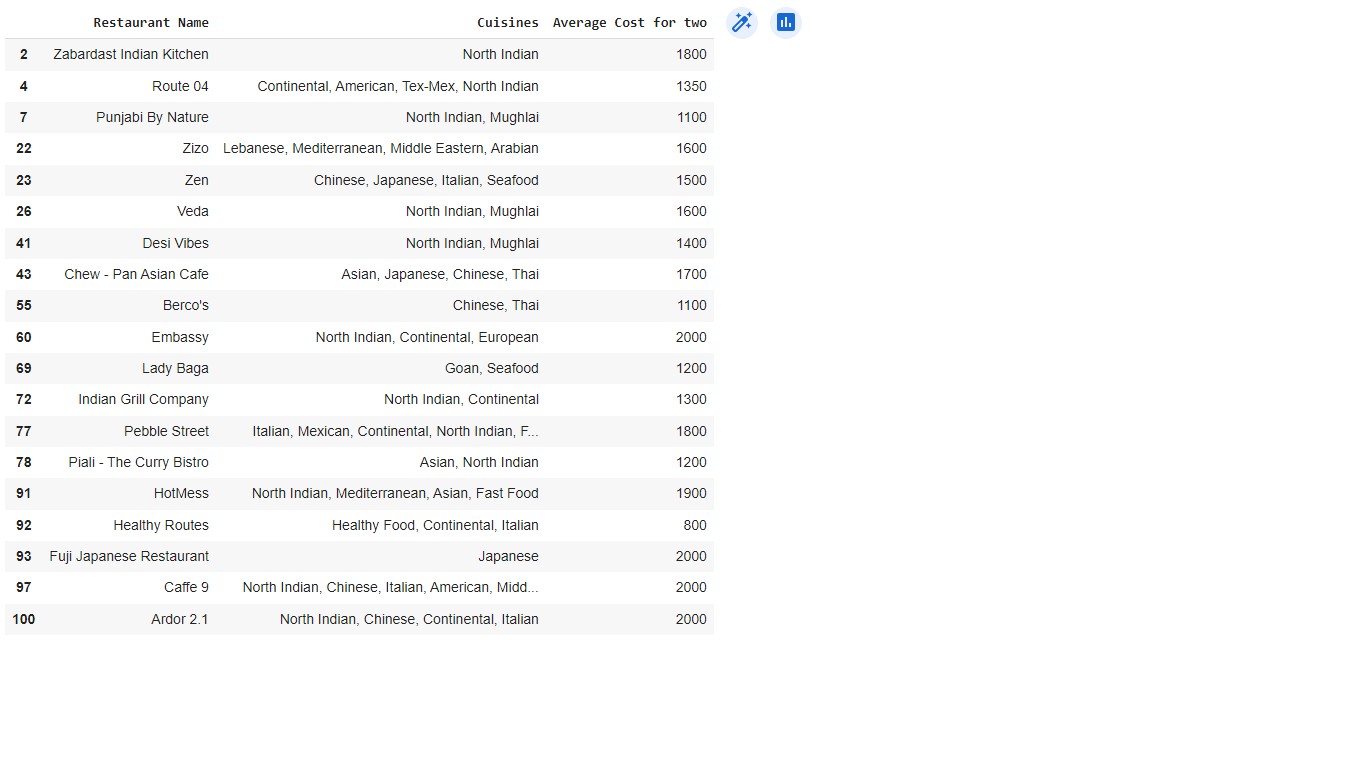 Restaurant Name Cuisines Average Cost for two
2 Zabardast Indian Kitchen North Indian 1800
4 Route 04 Continental, American, Tex-Mex, North Indian 1350
7 Punjabi By Nature North Indian, Mughlai 1100
22 Zizo Lebanese, Mediterranean, Middle Eastern, Arabian 1600
23 Zen Chinese, Japanese, Italian, Seafood 1500
26 Veda North Indian, Mughlai 1600
41 Desi Vibes North Indian, Mughlai 1400
43 Chew - Pan Asian Cafe Asian, Japanese, Chinese, Thai 1700
55 Berco's Chinese, Thai 1100
60 Embassy North Indian, Continental, European 2000
69 Lady Baga Goan, Seafood 1200
72 Indian Grill Company North Indian, Continental 1300
77 Pebble Street Italian, Mexican, Continental, North Indian, F... 1800
78 Piali - The Curry Bistro Asian, North Indian 1200
91 HotMess North Indian, Mediterranean, Asian, Fast Food 1900
92 Healthy Routes Healthy Food, Continental, Italian 800
93 Fuji Japanese Restaurant Japanese 2000
97 Caffe 9 North Indian, Chinese, Italian, American, Midd... 2000
100 Ardor 2.1 North Indian, Chinese, Continental, Italian 2000